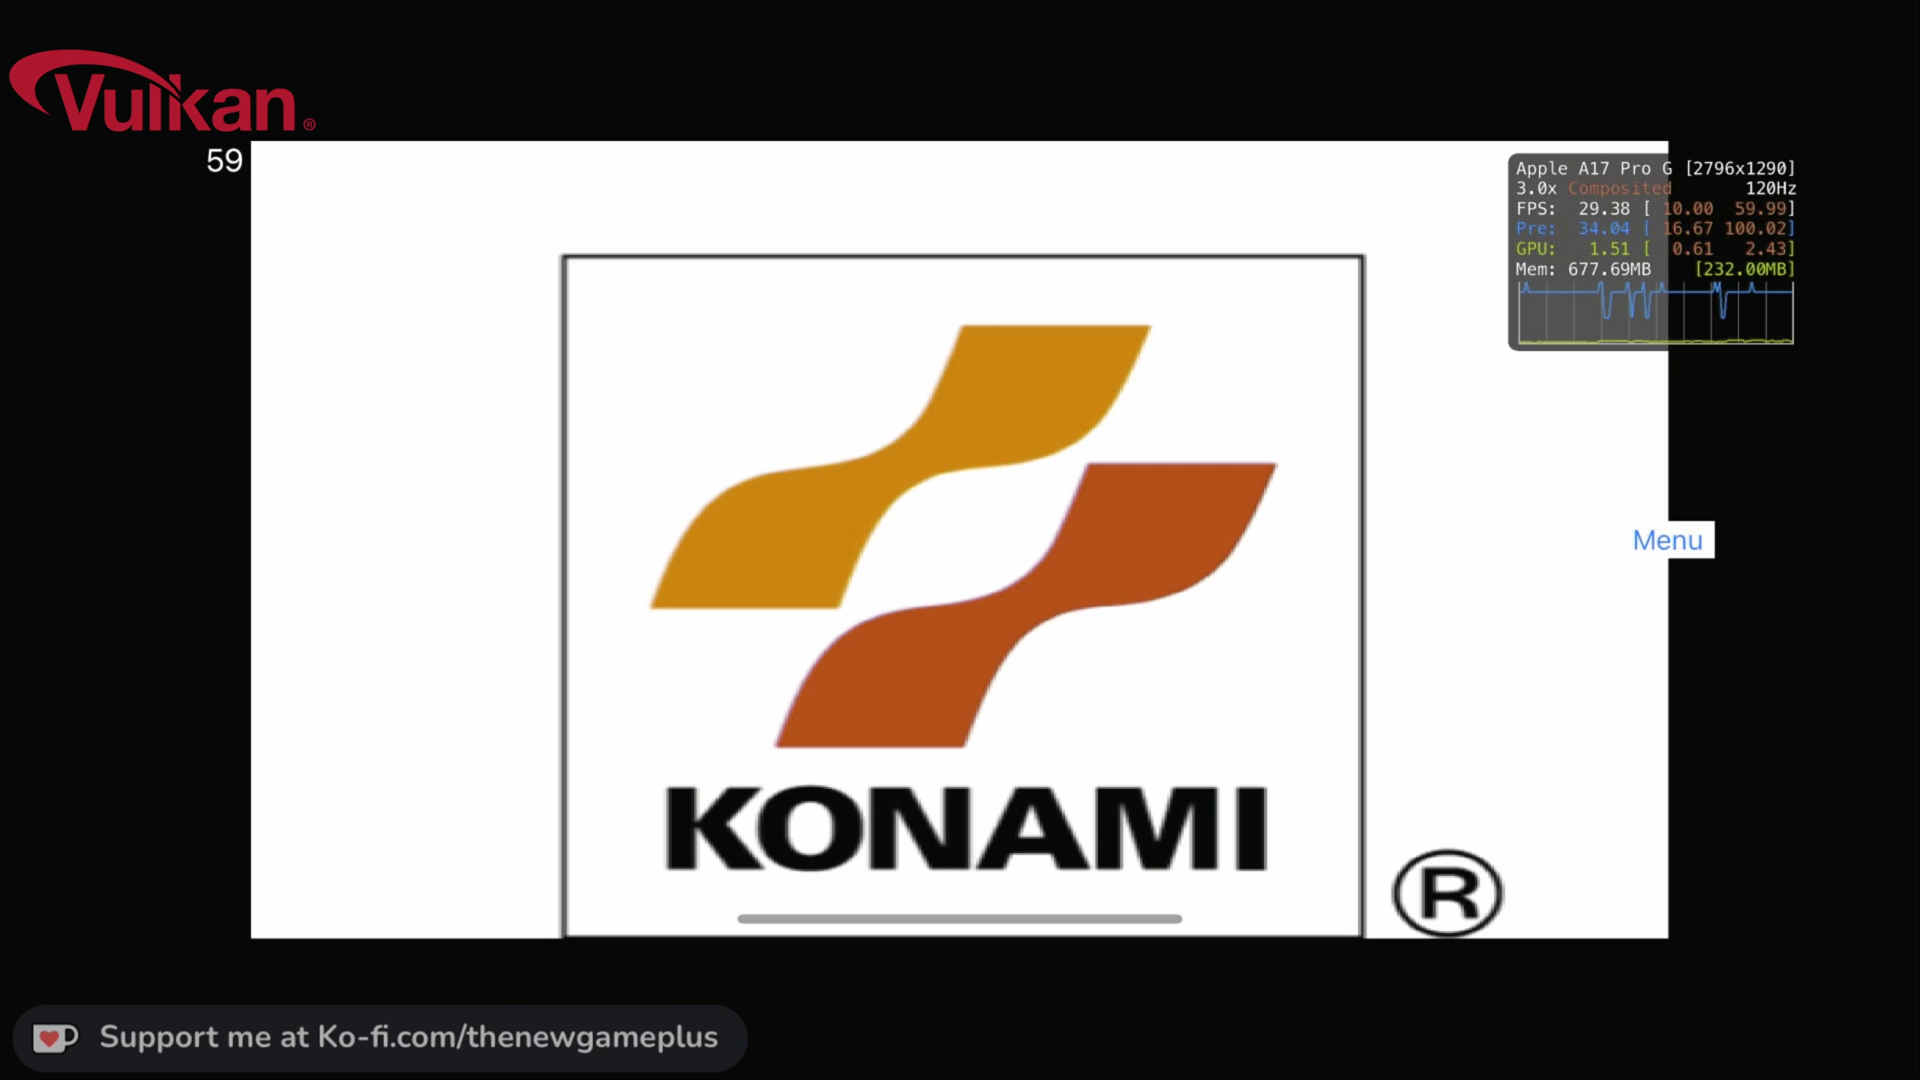 Vulkan®
59
Apple A17 Pro G [2796x1290]
3.0x Composited 120Hz
FPS: 29.38 [ 10.00 59.99]
Pre: 34.04 [ 16.67 100.02]
GPU: 1.51 [ 0.61 2.43]
Mem: 677.69MB [232.00MB]
Menu
KONAMI
®
Support me at Ko-fi.com/thenewgameplus